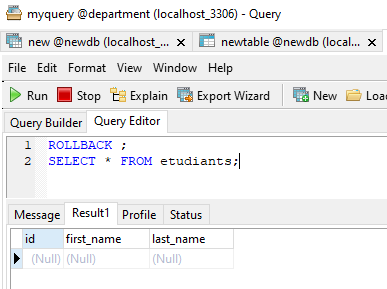 myquery @department (localhost_3306) - Query
new @newdb (localhost_... × newtable @newdb (local... ×
File Edit Format View Window Help
Run Stop Explain Export Wizard New Loa
Query Builder Query Editor
1 ROLLBACK ;
2 SELECT * FROM etudiants;
Message Result1 Profile Status
id first_name last_name
(Null) (Null) (Null)